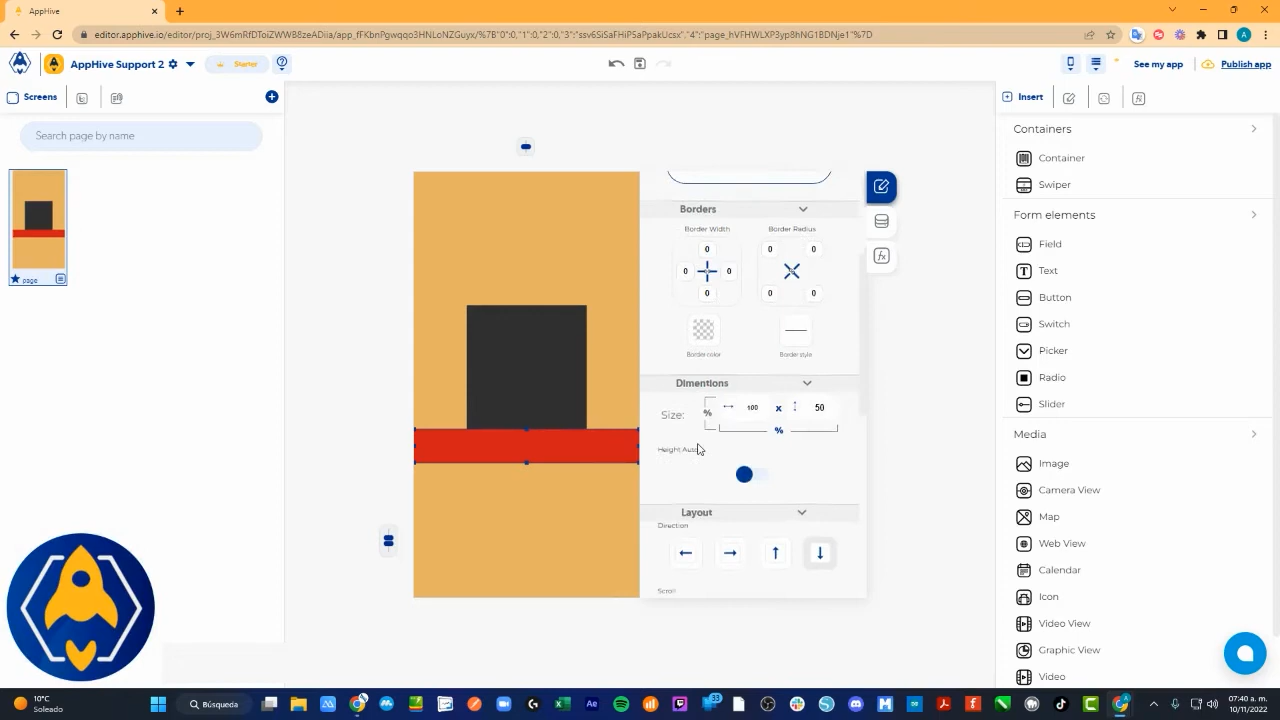 AppHive
editor.apphive.io/editor/proj_3W6mRfDToiZWW88zeADiia/app_fFKbnPgwqqo3HNLoNZGuyx/%7B"0":0,"1":0,"2":0,"3":"ssv6SiSaFHiPSaPpakUcsx","4":"page_hVFHWLXP3yp8hNG1BDNje1"%7D
A
AppHive Support 2
Starter
See my app
Publish app
Screens
Search page by name
page
Insert
Containers
Container
Swiper
Form elements
Field
Text
Button
Switch
Picker
Radio
Slider
Media
Image
Camera View
Map
Web View
Calendar
Icon
Video View
Graphic View
Video
Borders
Border Width
Border Radius
0
0
0
0
0
0
0
0
Border color
Border style
Dimentions
Size:
%
100
x
50
%
Layout
Direction
Scroll
10°C
Soleado
Búsqueda
33
07:40 a. m.
10/11/2022